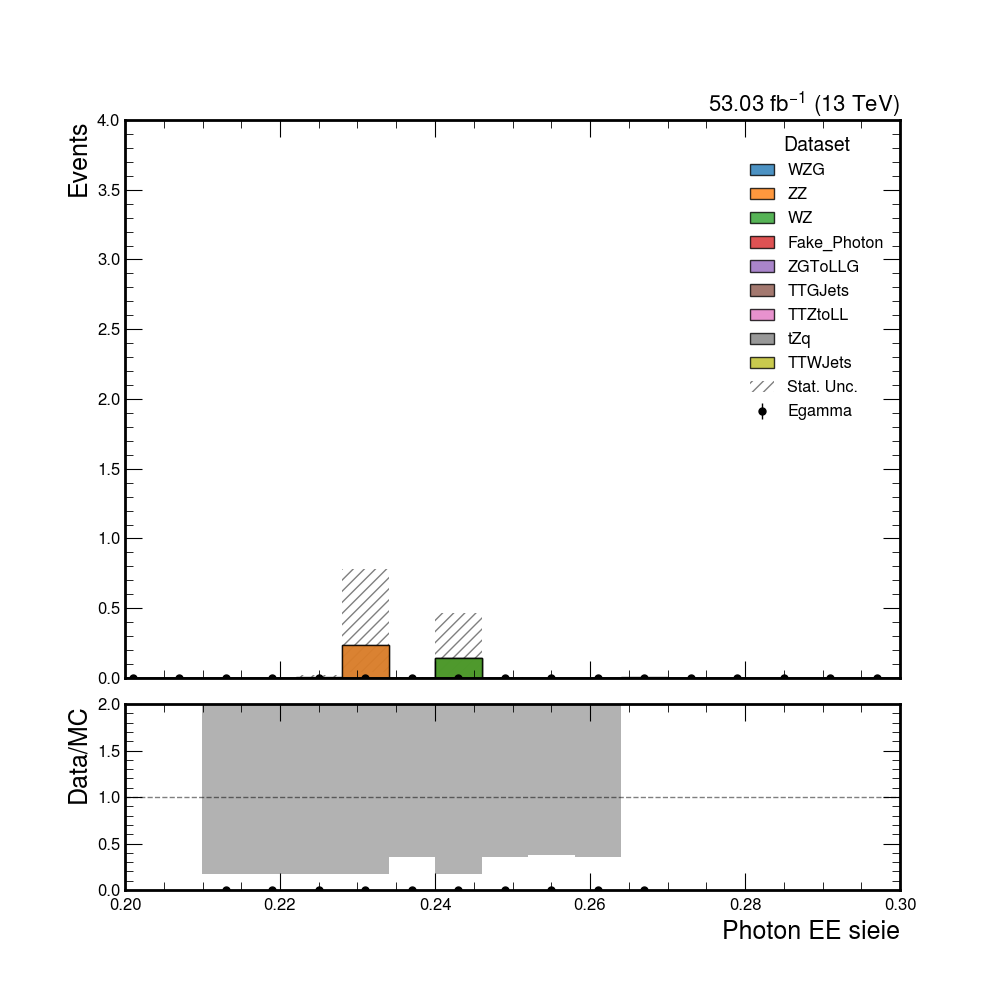 53.03 fb⁻¹ (13 TeV)
Events
4.0
3.5
3.0
2.5
2.0
1.5
1.0
0.5
0.0
Dataset
WZG
ZZ
WZ
Fake_Photon
ZGToLLG
TTGJets
TTZtoLL
tZq
TTWJets
Stat. Unc.
Egamma
Data/MC
2.0
1.5
1.0
0.5
0.0
0.20 0.22 0.24 0.26 0.28 0.30
Photon EE sieie